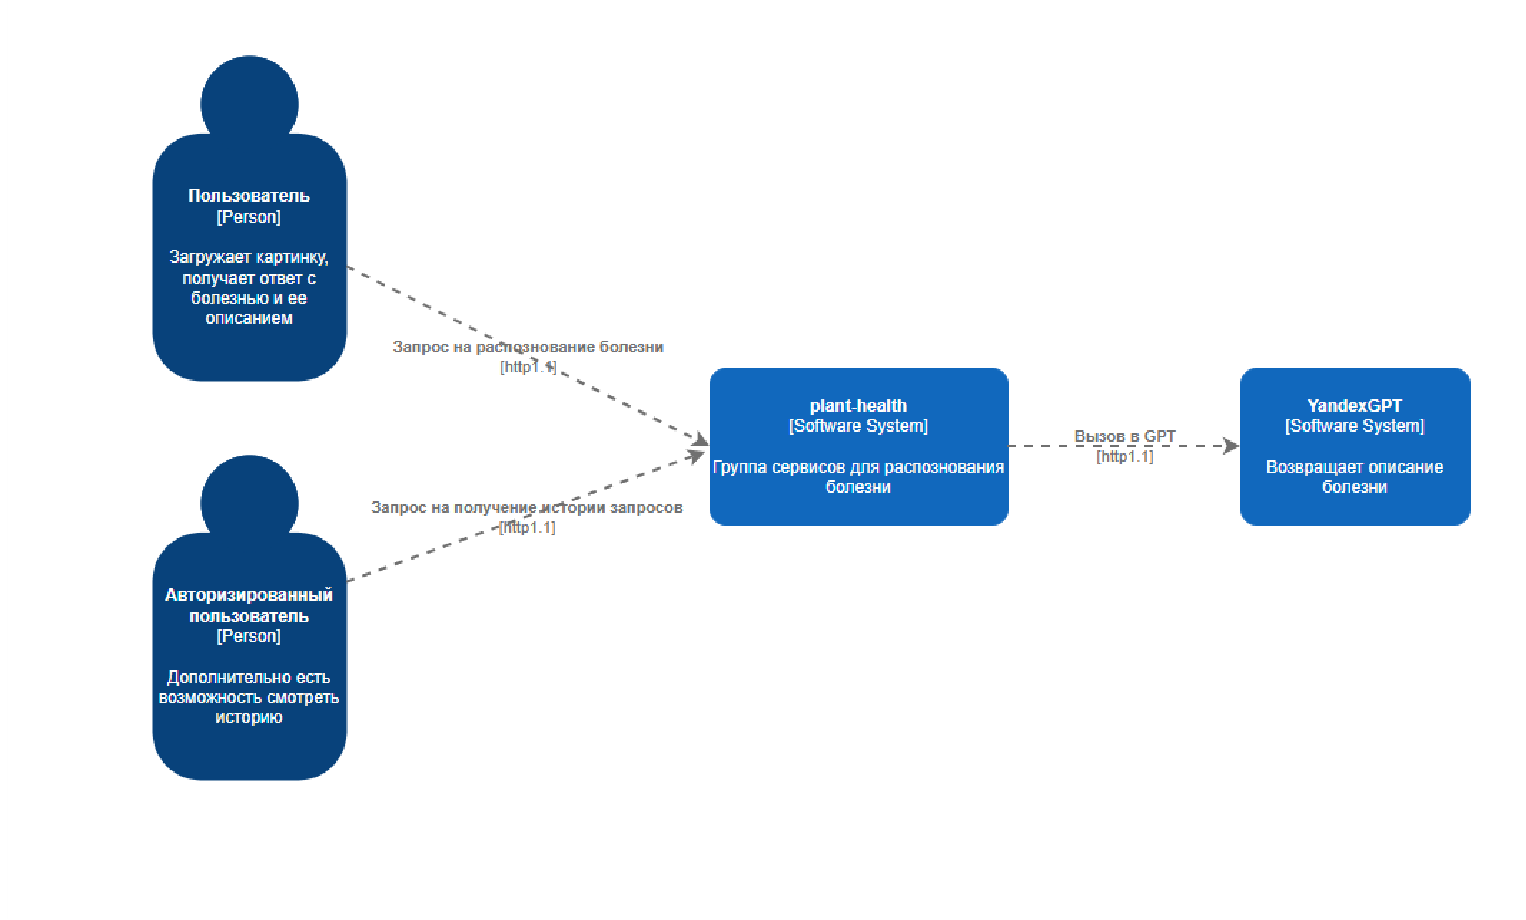 Пользователь
[Person]
Загружает картинку,
получает ответ с
болезнью и ее
описанием
Запрос на распознование болезни
[http1.1]
plant-health
[Software System]
Группа сервисов для распознования
болезни
Вызов в GPT
[http1.1]
YandexGPT
[Software System]
Возвращает описание
болезни
Запрос на получение истории запросов
[http1.1]
Авторизированный
пользователь
[Person]
Дополнительно есть
возможность смотреть
историю